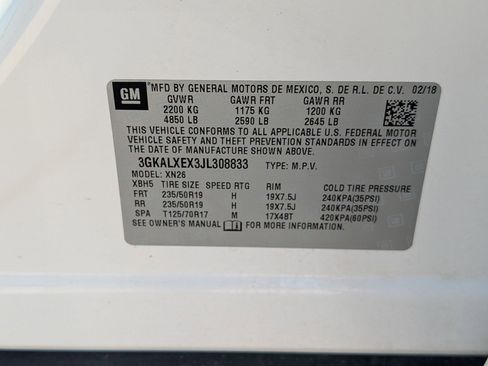 GM MFD BY GENERAL MOTORS DE MEXICO, S. DE R.L. DE C.V. 02/18
GVWR GAWR FRT GAWR RR
2200 KG 1175 KG 1200 KG
4850 LB 2590 LB 2645 LB
THIS VEHICLE CONFORMS TO ALL APPLICABLE U.S. FEDERAL MOTOR
VEHICLE SAFETY AND THEFT PREVENTION STANDARDS IN EFFECT ON THE
DATE OF MANUFACTURE SHOWN ABOVE.
3GKALXEX3JL308833 TYPE: M.P.V.
MODEL: XN26
XBH5 TIRE SIZE SPEED RTG RIM COLD TIRE PRESSURE
FRT 235/50R19 H 19X7.5J 240KPA(35PSI)
RR 235/50R19 H 19X7.5J 240KPA(35PSI)
SPA T125/70R17 M 17X48T 420KPA(60PSI)
SEE OWNER'S MANUAL FOR MORE INFORMATION.